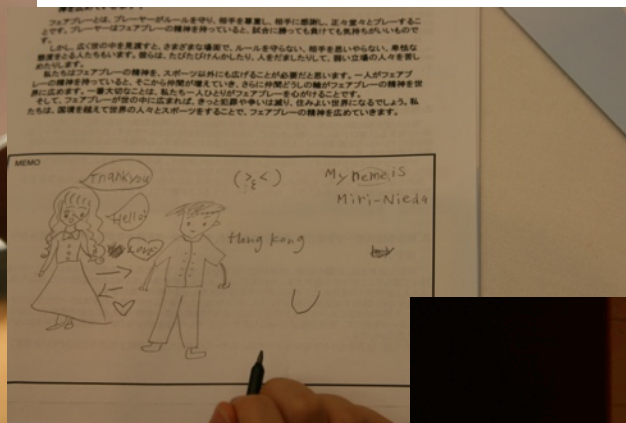 フェアプレーとは、プレーヤーがルールを守り、相手を尊重し、相手に感謝し、正々堂々とプレーするこ
とです。プレーヤーはフェアプレーの精神を持っていると、試合に勝っても負けても気持ちがいいもので
す。
しかし、広く世の中を見渡すと、さまざまな場面で、ルールを守らない、相手を思いやらない、卑怯な
態度をとる人たちもいます。彼らは、たびたびけんかしたり、人をだましたりして、弱い立場の人々を苦し
めたりします。
私たちはフェアプレーの精神を、スポーツ以外にも広げることが必要だと思います。一人がフェアプ
レーの精神を持っていると、そこから仲間が増えていき、さらに仲間どうしの輪がフェアプレーの精神を世
界に広めます。一番大切なことは、私たち一人ひとりがフェアプレーを心がけることです。
そして、フェアプレーが世の中に広まれば、きっと犯罪や争いは減り、住みよい世界になるでしょう。私た
ちは、国境を越えて世界の人々とスポーツをすることで、フェアプレーの精神を広めていきます。
MEMO
Thankyou
Hello!
Love
Hong kong
My neme is
Miri-Nieda